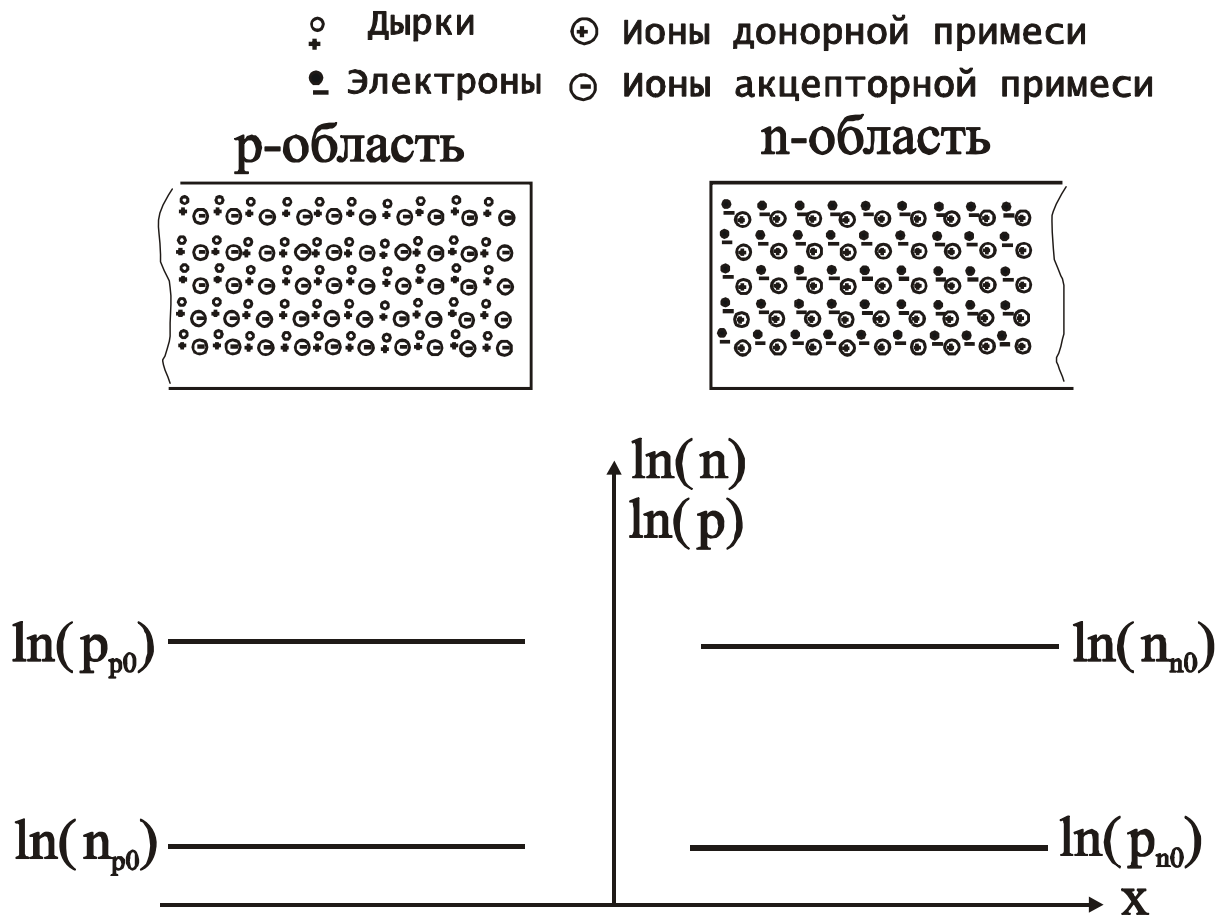 Дырки
Ионы донорной примеси
Электроны
Ионы акцепторной примеси
p-область
n-область
ln(n)
ln(p)
ln(p_p0)
ln(n_n0)
ln(n_p0)
ln(p_n0)
x